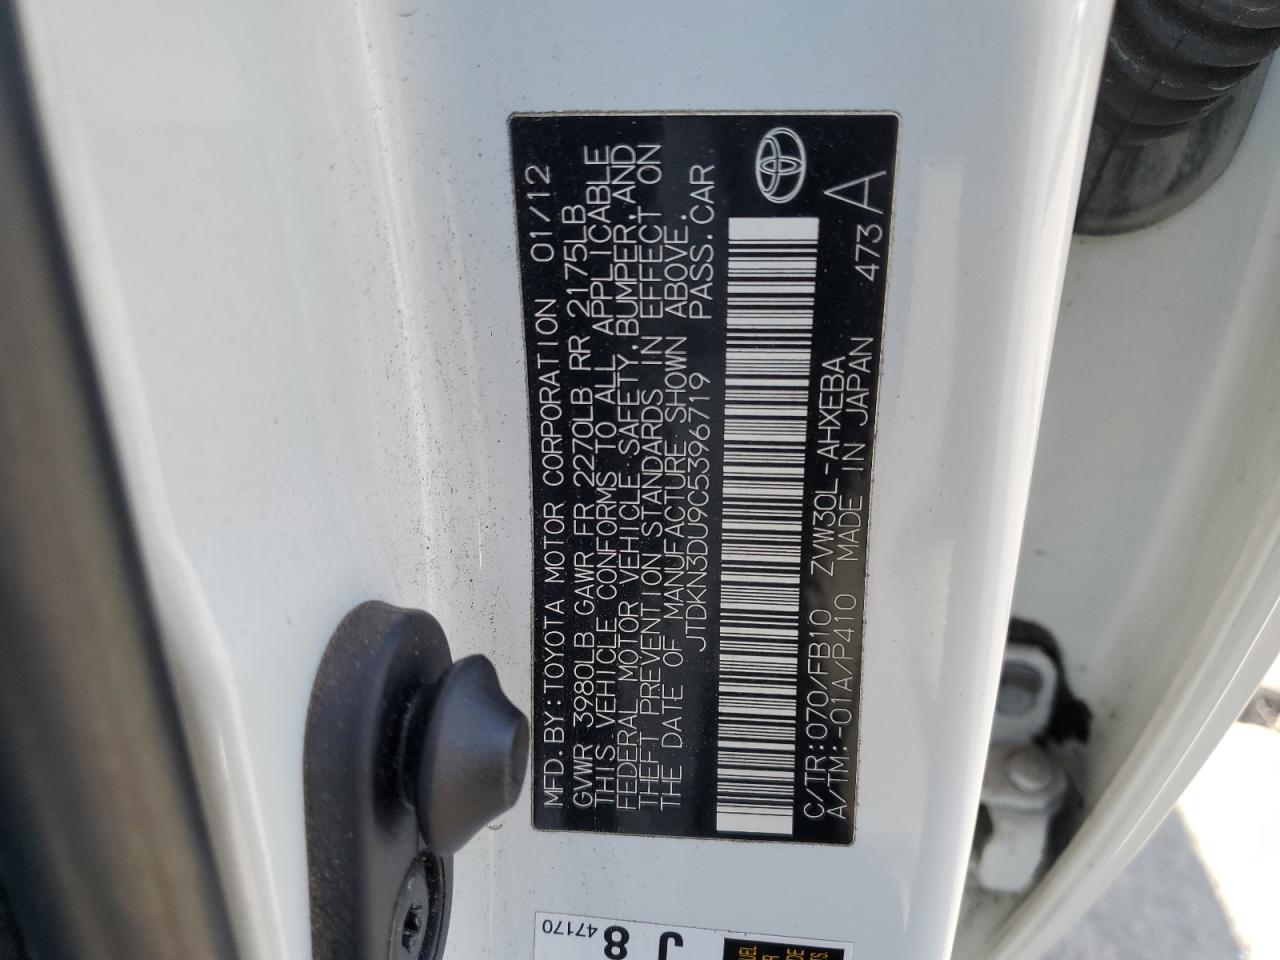 MFD.BY:TOYOTA MOTOR CORPORATION 01/12
GVWR 3980LB GAWR FR 2270LB RR 2175LB
THIS VEHICLE CONFORMS TO ALL APPLICABLE
FEDERAL MOTOR VEHICLE SAFETY,BUMPER,AND
THEFT PREVENTION STANDARDS IN EFFECT ON
THE DATE OF MANUFACTURE SHOWN ABOVE.
JTDKN3DU9C5396719 PASS.CAR
C/TR:070/FB10 ZVW30L-AHXEBA 473
A/TM:-01A/P410 MADE IN JAPAN A
47170
J8